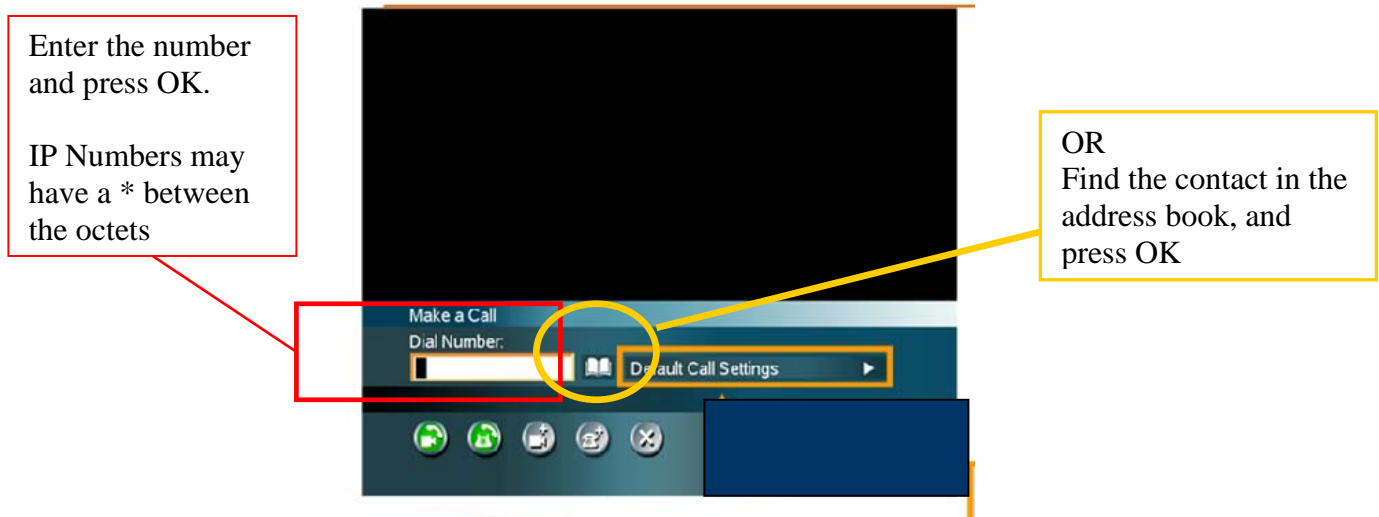 Enter the number
and press OK.
IP Numbers may
have a * between
the octets
OR
Find the contact in the
address book, and
press OK
Make a Call
Dial Number:
Default Call Settings